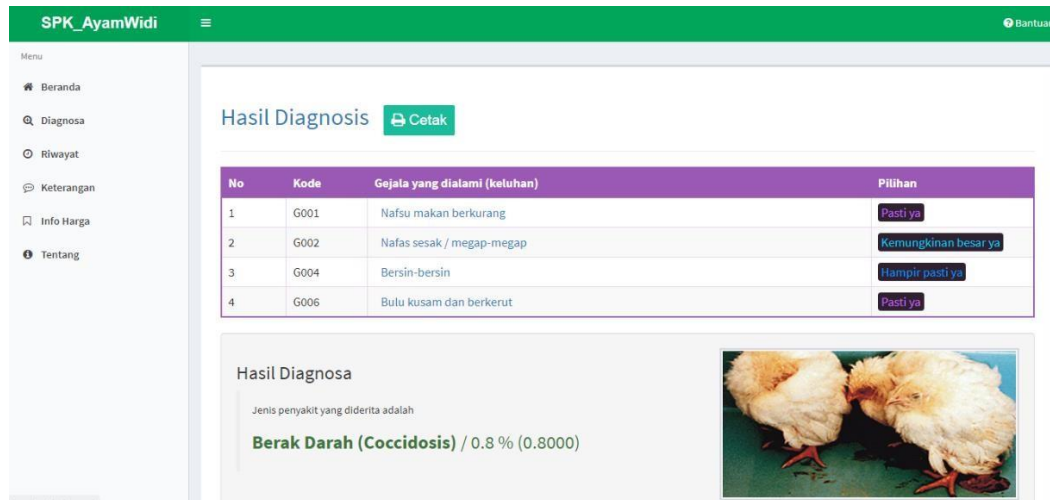 SPK_AyamWidi
Menu
Beranda
Diagnosa
Riwayat
Keterangan
Info Harga
Tentang
Hasil Diagnosis Cetak
No Kode Gejala yang dialami (keluhan) Pilihan
1 G001 Nafsu makan berkurang Pasti ya
2 G002 Nafas sesak / megap-megap Kemungkinan besar ya
3 G004 Bersin-bersin Hampir pasti ya
4 G006 Bulu kusam dan berkerut Pasti ya
Hasil Diagnosa
Jenis penyakit yang diderita adalah
Berak Darah (Coccidosis) / 0.8 % (0.8000)